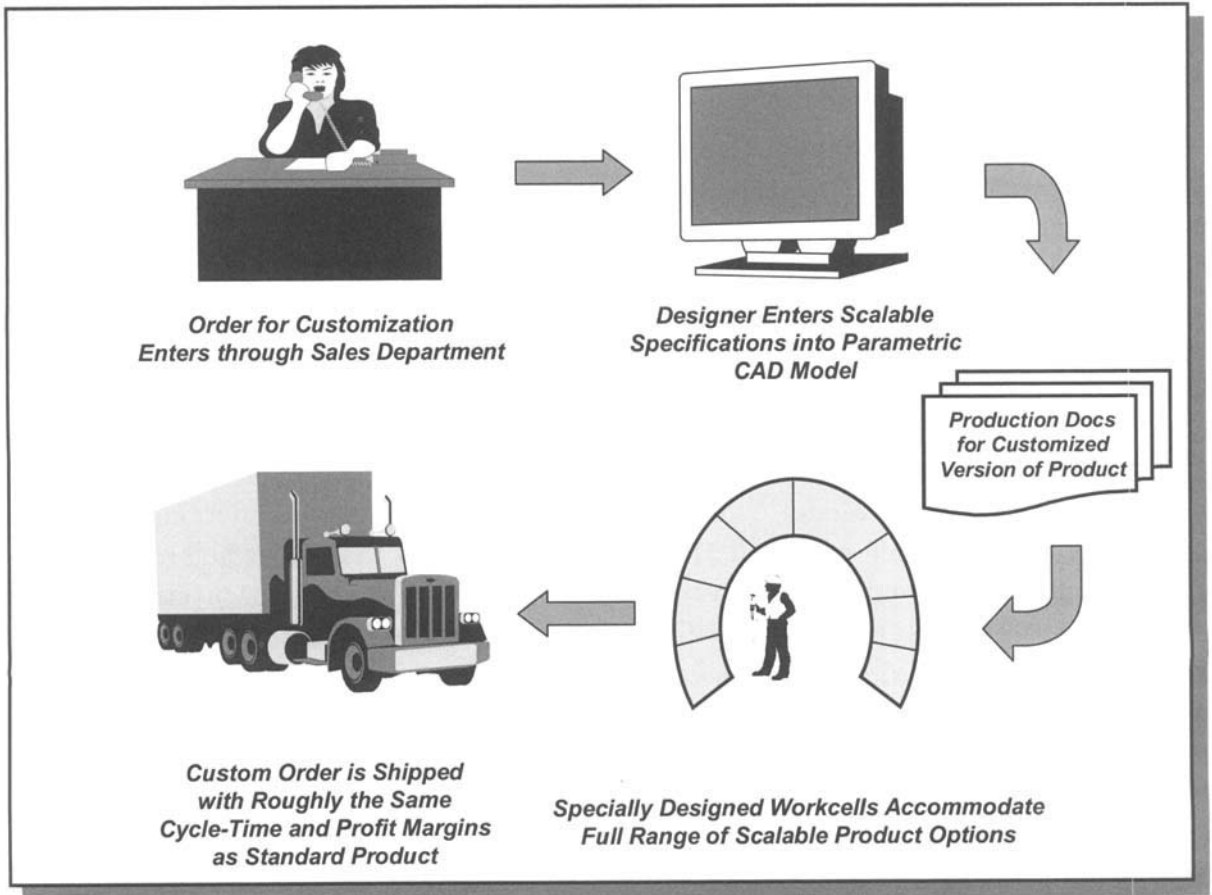 Order for Customization
Enters through Sales Department
Designer Enters Scalable
Specifications into Parametric
CAD Model
Production Docs
for Customized
Version of Product
Specially Designed Workcells Accommodate
Full Range of Scalable Product Options
Custom Order is Shipped
with Roughly the Same
Cycle-Time and Profit Margins
as Standard Product